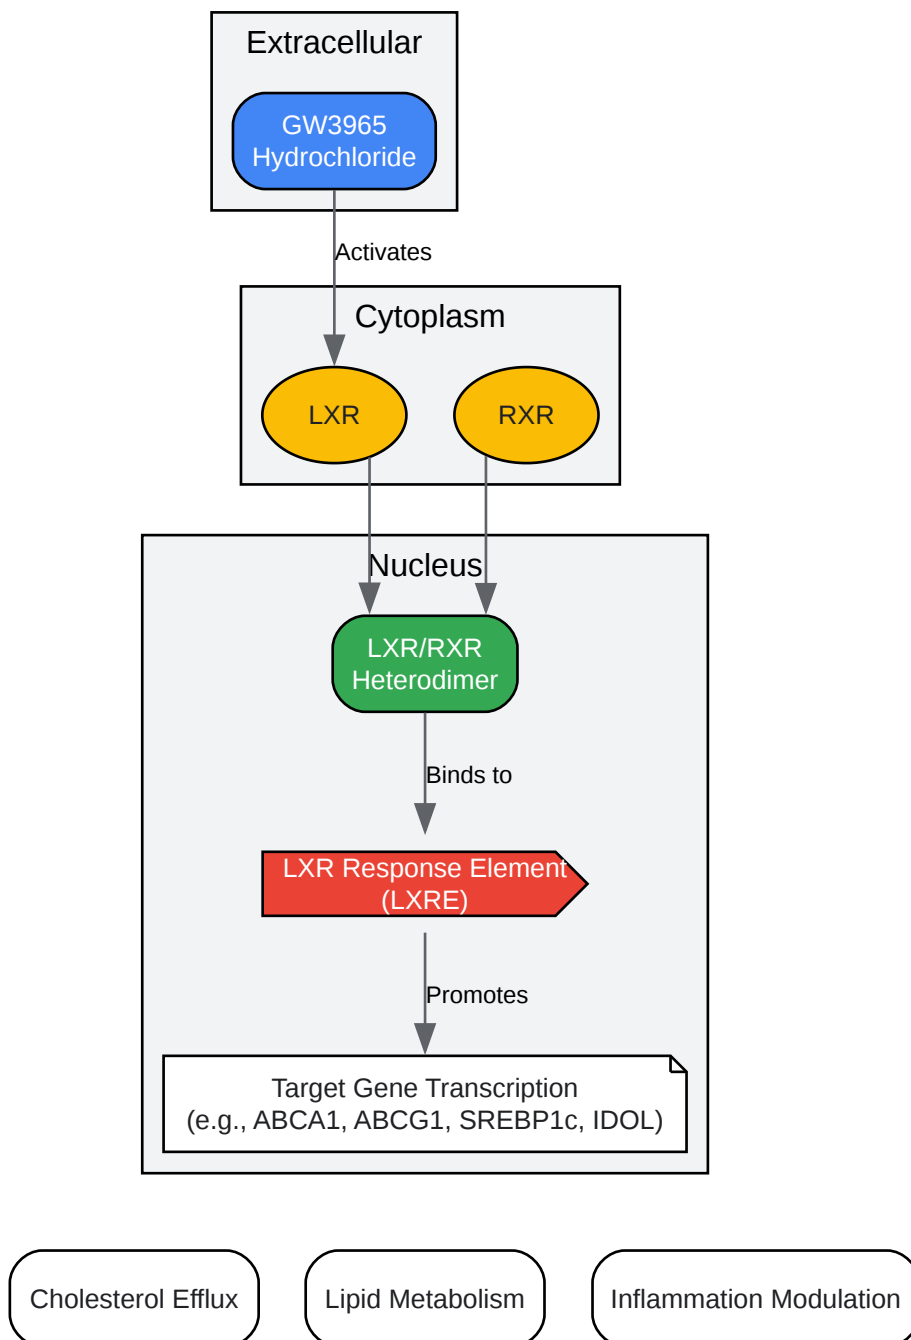 Extracellular
GW3965
Hydrochloride
Activates
Cytoplasm
LXR
RXR
Nucleus
LXR/RXR
Heterodimer
Binds to
LXR Response Element
(LXRE)
Promotes
Target Gene Transcription
(e.g., ABCA1, ABCG1, SREBP1c, IDOL)
Cholesterol Efflux
Lipid Metabolism
Inflammation Modulation